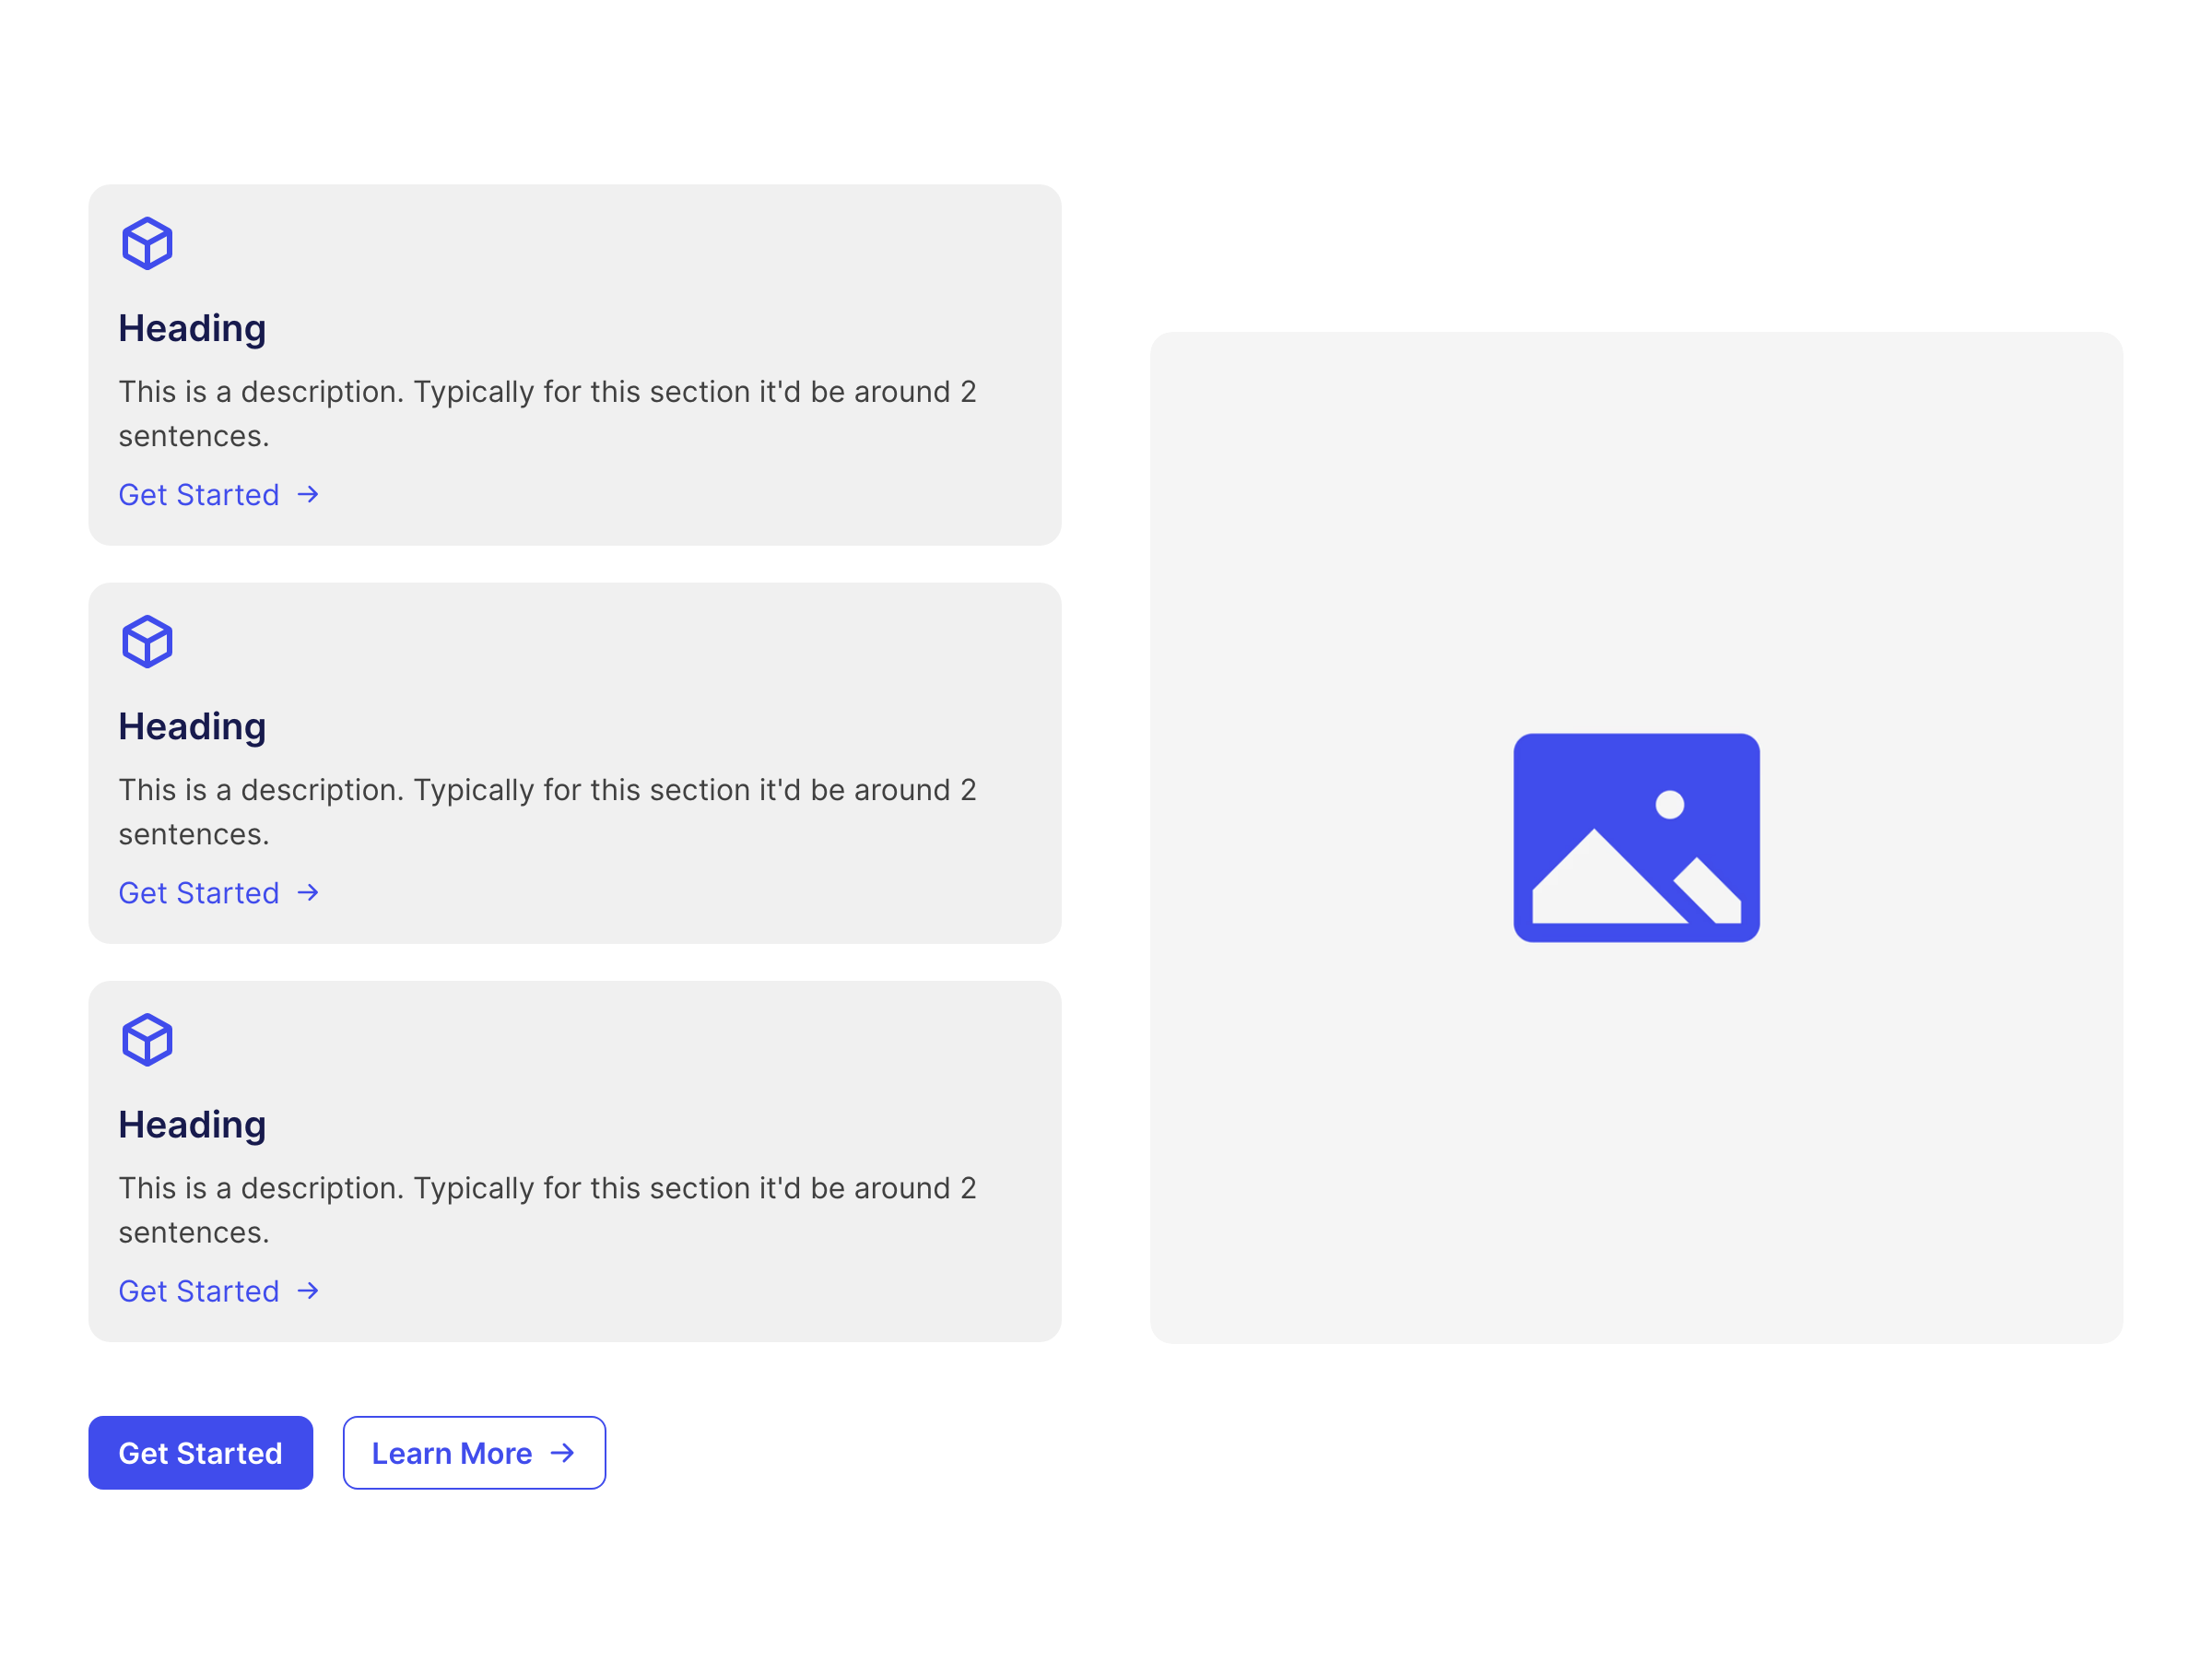 Heading
This is a description. Typically for this section it'd be around 2
sentences.
Get Started
Heading
This is a description. Typically for this section it'd be around 2
sentences.
Get Started
Heading
This is a description. Typically for this section it'd be around 2
sentences.
Get Started
Get Started
Learn More